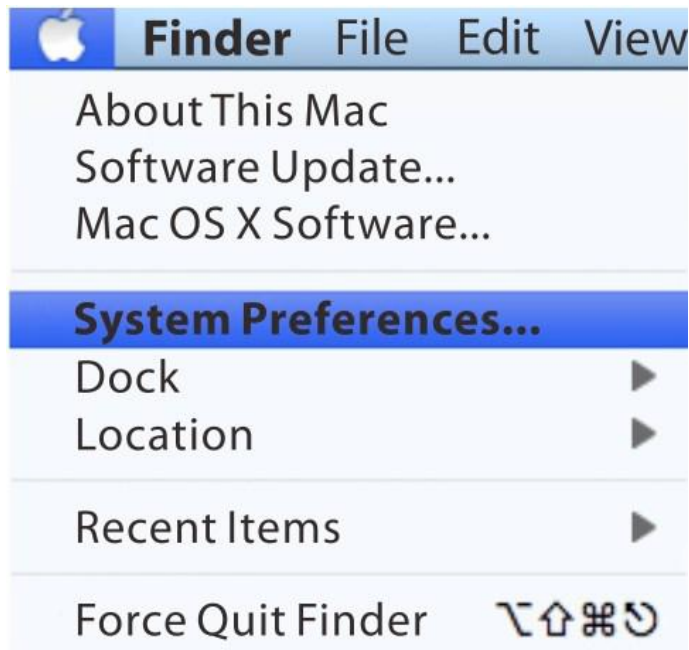 Finder File Edit View
About This Mac
Software Update...
Mac OS X Software...
System Preferences...
Dock
Location
Recent Items
Force Quit Finder ⌥⇧⌘⎋